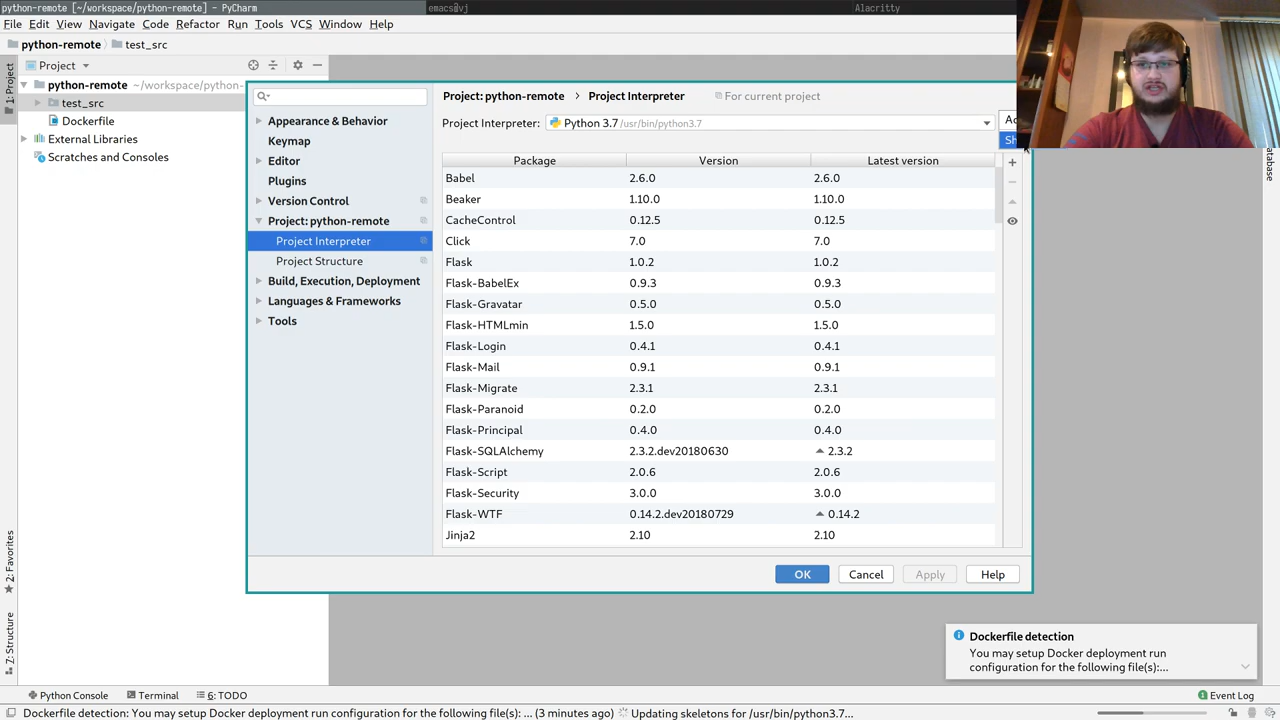 python-remote [~/workspace/python-remote] - PyCharm
emacs@vj
Alacritty
File Edit View Navigate Code Refactor Run Tools VCS Window Help
python-remote test_src
Project
python-remote ~/workspace/python-
test_src
Dockerfile
External Libraries
Scratches and Consoles
1: Project
2: Favorites
Z: Structure
Appearance & Behavior
Keymap
Editor
Plugins
Version Control
Project: python-remote
Project Interpreter
Project Structure
Build, Execution, Deployment
Languages & Frameworks
Tools
Project: python-remote › Project Interpreter For current project
Project Interpreter: Python 3.7 /usr/bin/python3.7
Package Version Latest version
Babel 2.6.0 2.6.0
Beaker 1.10.0 1.10.0
CacheControl 0.12.5 0.12.5
Click 7.0 7.0
Flask 1.0.2 1.0.2
Flask-BabelEx 0.9.3 0.9.3
Flask-Gravatar 0.5.0 0.5.0
Flask-HTMLmin 1.5.0 1.5.0
Flask-Login 0.4.1 0.4.1
Flask-Mail 0.9.1 0.9.1
Flask-Migrate 2.3.1 2.3.1
Flask-Paranoid 0.2.0 0.2.0
Flask-Principal 0.4.0 0.4.0
Flask-SQLAlchemy 2.3.2.dev20180630 2.3.2
Flask-Script 2.0.6 2.0.6
Flask-Security 3.0.0 3.0.0
Flask-WTF 0.14.2.dev20180729 0.14.2
Jinja2 2.10 2.10
OK Cancel Apply Help
Dockerfile detection
You may setup Docker deployment run
configuration for the following file(s):...
Python Console Terminal 6: TODO Event Log
Dockerfile detection: You may setup Docker deployment run configuration for the following file(s): ... (3 minutes ago) Updating skeletons for /usr/bin/python3.7...